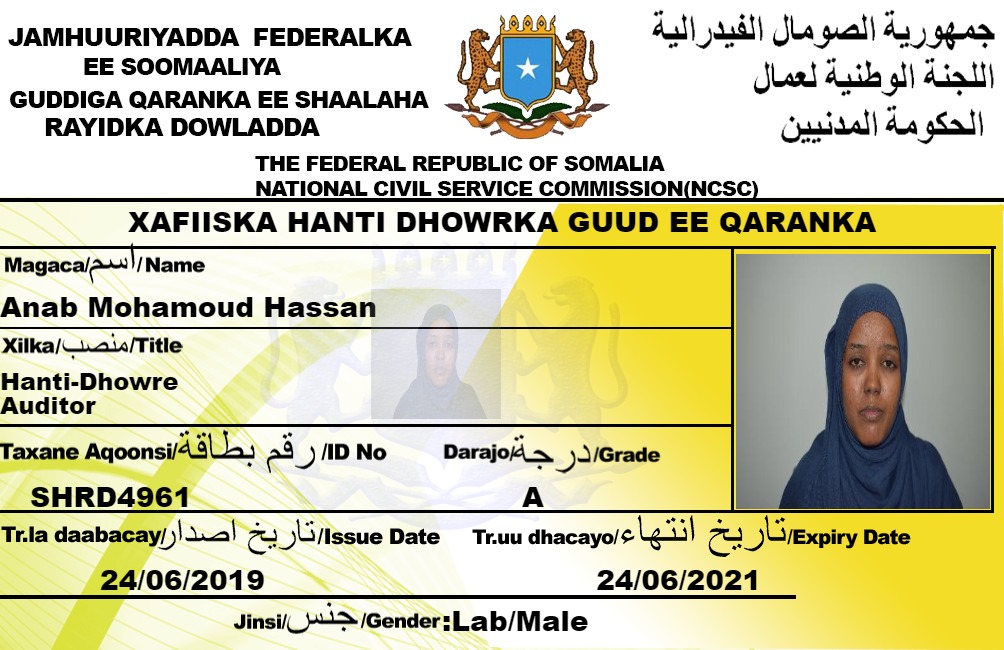 JAMHUURIYADDA FEDERALKA
EE SOOMAALIYA
GUDDIGA QARANKA EE SHAALAHA
RAYIDKA DOWLADDA
جمهورية الصومال الفيدرالية
اللجنة الوطنية لعمال
الحكومة المدنيين
THE FEDERAL REPUBLIC OF SOMALIA
NATIONAL CIVIL SERVICE COMMISSION(NCSC)
XAFIISKA HANTI DHOWRKA GUUD EE QARANKA
Magaca/اسم/Name
Anab Mohamoud Hassan
Xilka/منصب/Title
Hanti-Dhowre
Auditor
Taxane Aqoonsi/رقم بطاقة/ID No
SHRD4961
Darajo/درجة/Grade
A
Tr.la daabacay/تاريخ اصدار/Issue Date
24/06/2019
Tr.uu dhacayo/تاريخ انتهاء/Expiry Date
24/06/2021
Jinsi/جنس/Gender:Lab/Male